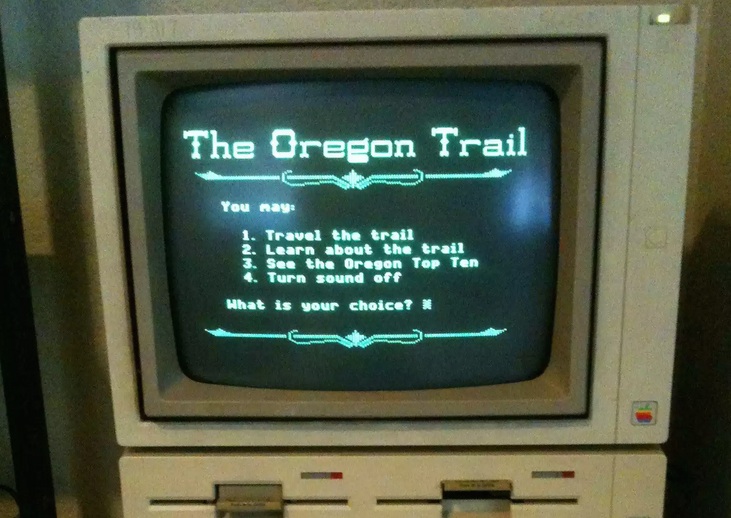 The Oregon Trail
You may:
1. Travel the trail
2. Learn about the trail
3. See the Oregon Top Ten
4. Turn sound off
What is your choice?